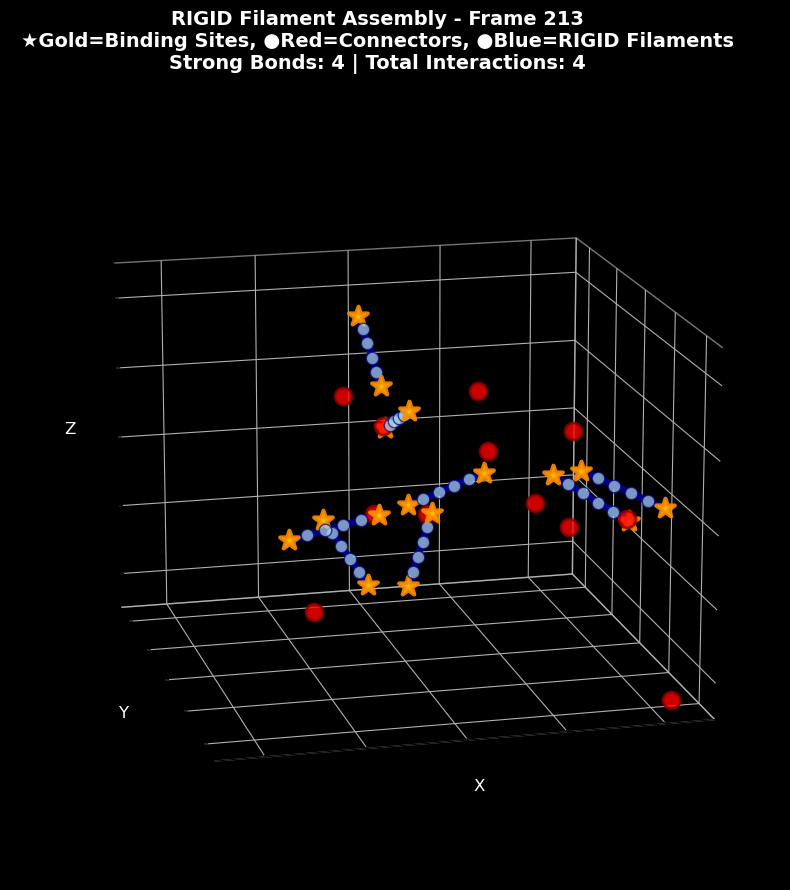 RIGID Filament Assembly - Frame 213
★Gold=Binding Sites, ●Red=Connectors, ●Blue=RIGID Filaments
Strong Bonds: 4 | Total Interactions: 4
Z
Y
X